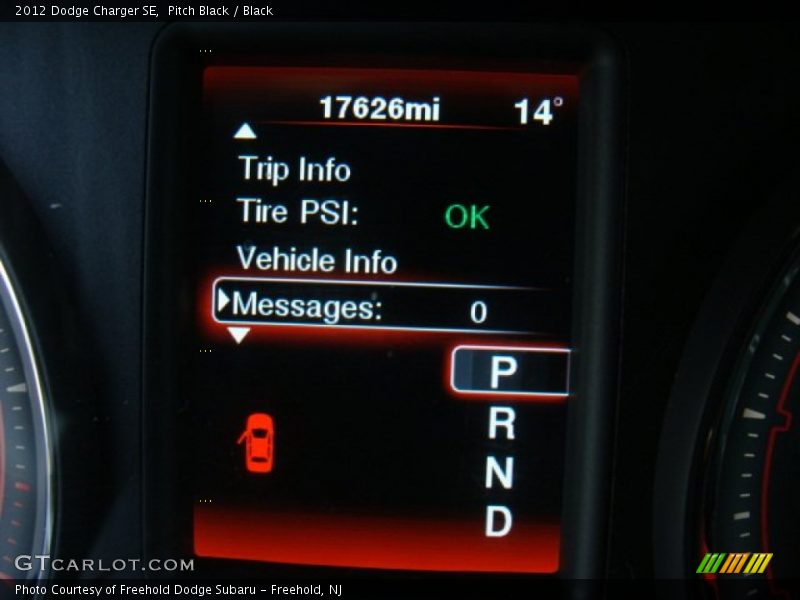 2012 Dodge Charger SE,  Pitch Black / Black
17626mi 14°
Trip Info
Tire PSI: OK
Vehicle Info
Messages: 0
P
R
N
D
GTCARLOT.COM
Photo Courtesy of Freehold Dodge Subaru - Freehold, NJ